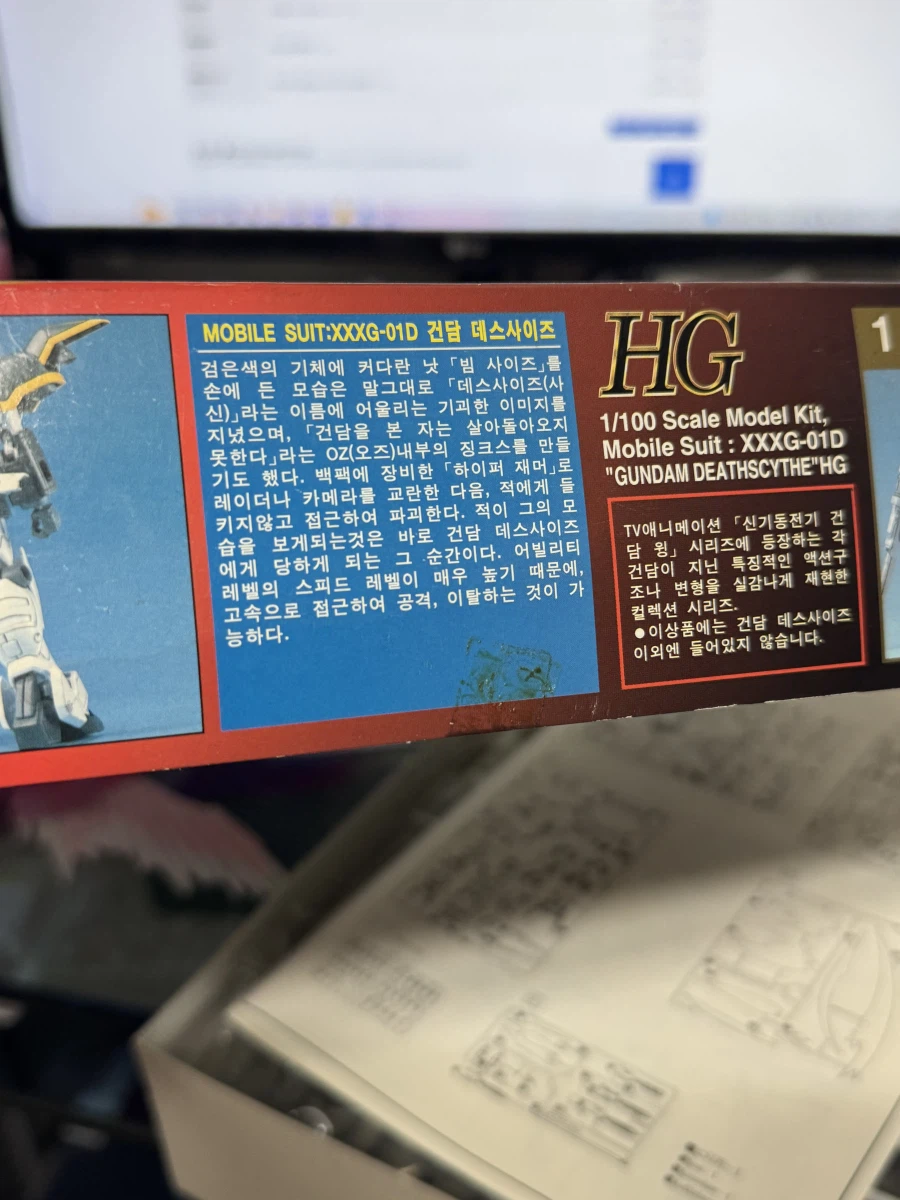 MOBILE SUIT:XXXG-01D 건담 데스사이즈
검은색의 기체에 커다란 낫 「빔 사이즈」를
손에 든 모습은 말그대로 「데스사이즈(사
신)」라는 이름에 어울리는 기괴한 이미지를
지녔으며, 「건담을 본 자는 살아돌아오지
못한다」라는 OZ(오즈)내부의 징크스를 만들
기도 했다. 백팩에 장비한 「하이퍼 재머」로
레이더나 카메라를 교란한 다음, 적에게 들
키지않고 접근하여 파괴한다. 적이 그의 모
습을 보게되는것은 바로 건담 데스사이즈
에게 당하게 되는 그 순간이다. 어빌리티
레벨의 스피드 레벨이 매우 높기 때문에,
고속으로 접근하여 공격, 이탈하는 것이 가
능하다.
HG
1/100 Scale Model Kit,
Mobile Suit : XXXG-01D
"GUNDAM DEATHSCYTHE"HG
TV애니메이션 「신기동전기 건
담 윙」 시리즈에 등장하는 각
건담이 지닌 특징적인 액션구
조나 변형을 실감나게 재현한
컬렉션 시리즈.
●이상품에는 건담 데스사이즈
이외엔 들어있지 않습니다.
1